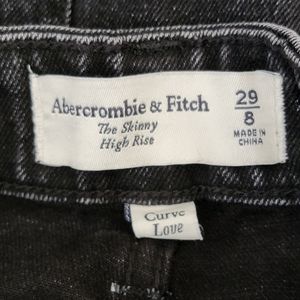 Abercrombie & Fitch
The Skinny
High Rise
29
8
MADE IN
CHINA
Curve
Love